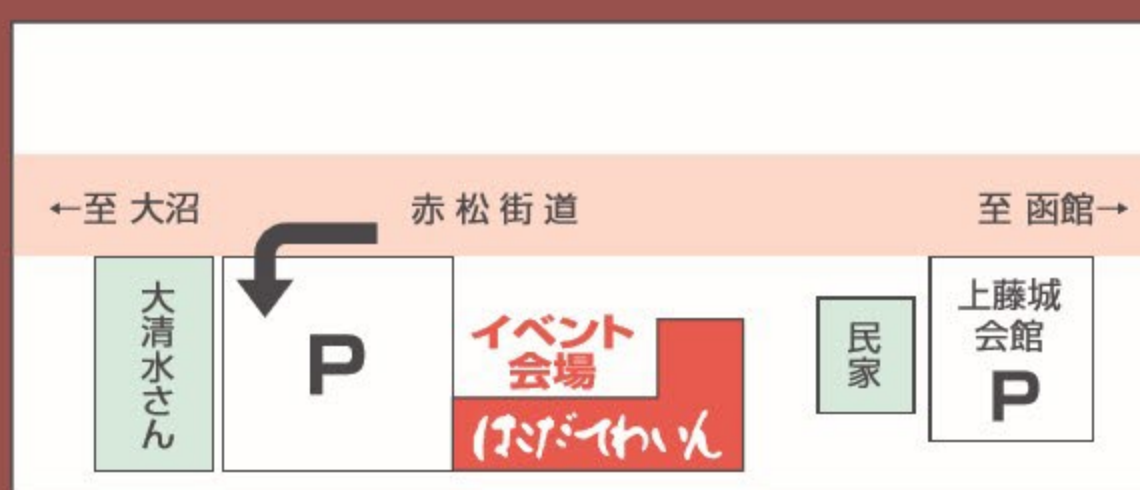 ←至 大沼
赤松街道
至 函館→
大清水さん
P
イベント
会場
はこだてわいん
民家
上藤城
会館
P